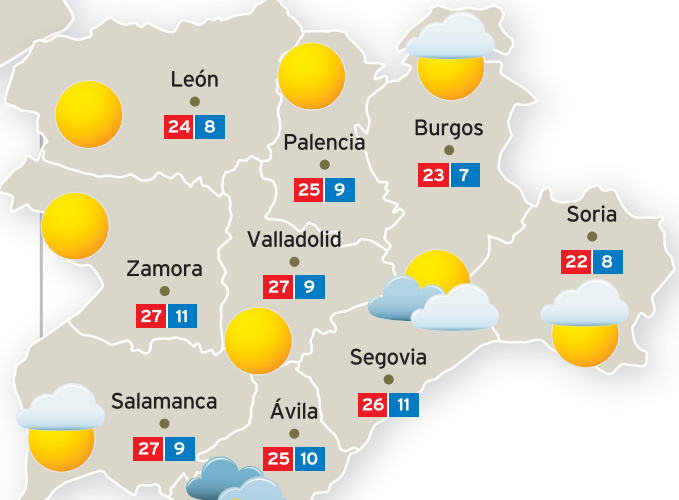 León
24 8
Palencia
25 9
Burgos
23 7
Soria
22 8
Valladolid
27 9
Zamora
27 11
Segovia
26 11
Salamanca
27 9
Ávila
25 10